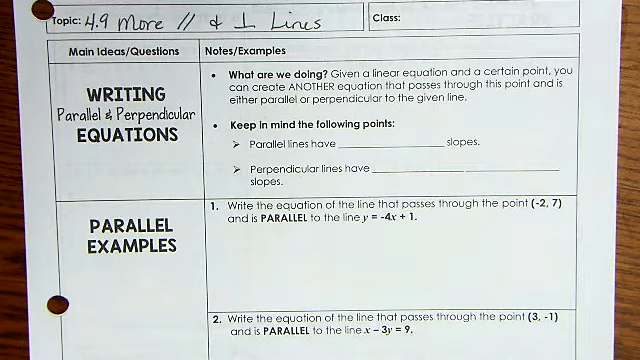 Topic: 4.9 More // & ⊥ Lines
Class:
Main Ideas/Questions
Notes/Examples
WRITING
Parallel & Perpendicular
EQUATIONS
• What are we doing? Given a linear equation and a certain point, you
can create ANOTHER equation that passes through this point and is
either parallel or perpendicular to the given line.
• Keep in mind the following points:
➢ Parallel lines have ____________________ slopes.
➢ Perpendicular lines have ____________________________________
slopes.
PARALLEL
EXAMPLES
1. Write the equation of the line that passes through the point (-2, 7)
and is PARALLEL to the line y = -4x + 1.
2. Write the equation of the line that passes through the point (3, -1)
and is PARALLEL to the line x – 3y = 9.